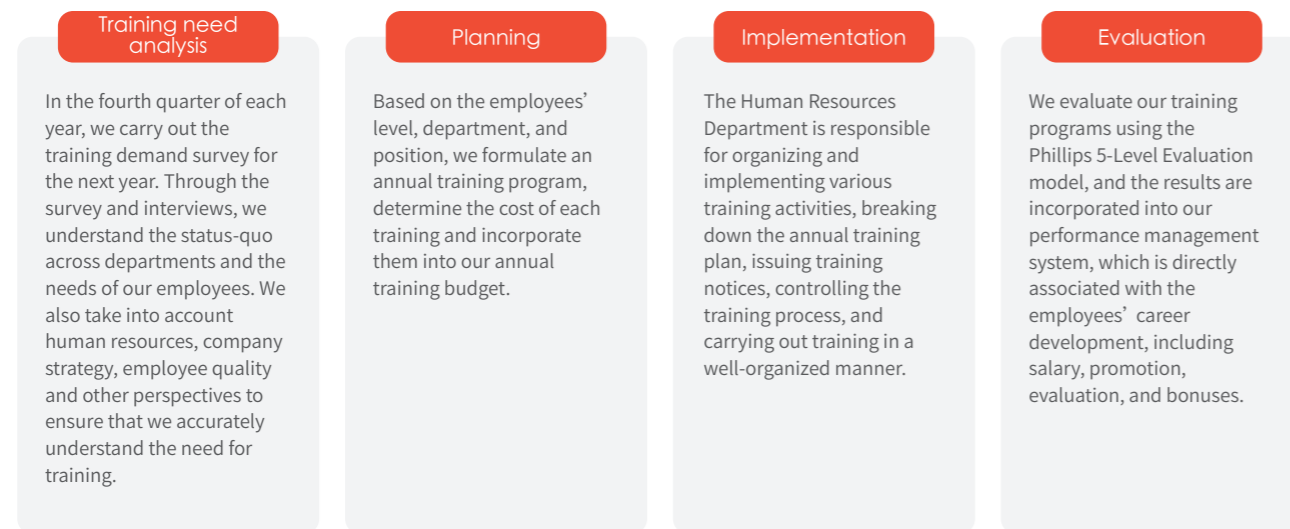 Training need
analysis
In the fourth quarter of each
year, we carry out the
training demand survey for
the next year. Through the
survey and interviews, we
understand the status-quo
across departments and the
needs of our employees. We
also take into account
human resources, company
strategy, employee quality
and other perspectives to
ensure that we accurately
understand the need for
training.
Planning
Based on the employees’
level, department, and
position, we formulate an
annual training program,
determine the cost of each
training and incorporate
them into our annual
training budget.
Implementation
The Human Resources
Department is responsible
for organizing and
implementing various
training activities, breaking
down the annual training
plan, issuing training
notices, controlling the
training process, and
carrying out training in a
well-organized manner.
Evaluation
We evaluate our training
programs using the
Phillips 5-Level Evaluation
model, and the results are
incorporated into our
performance management
system, which is directly
associated with the
employees’ career
development, including
salary, promotion,
evaluation, and bonuses.